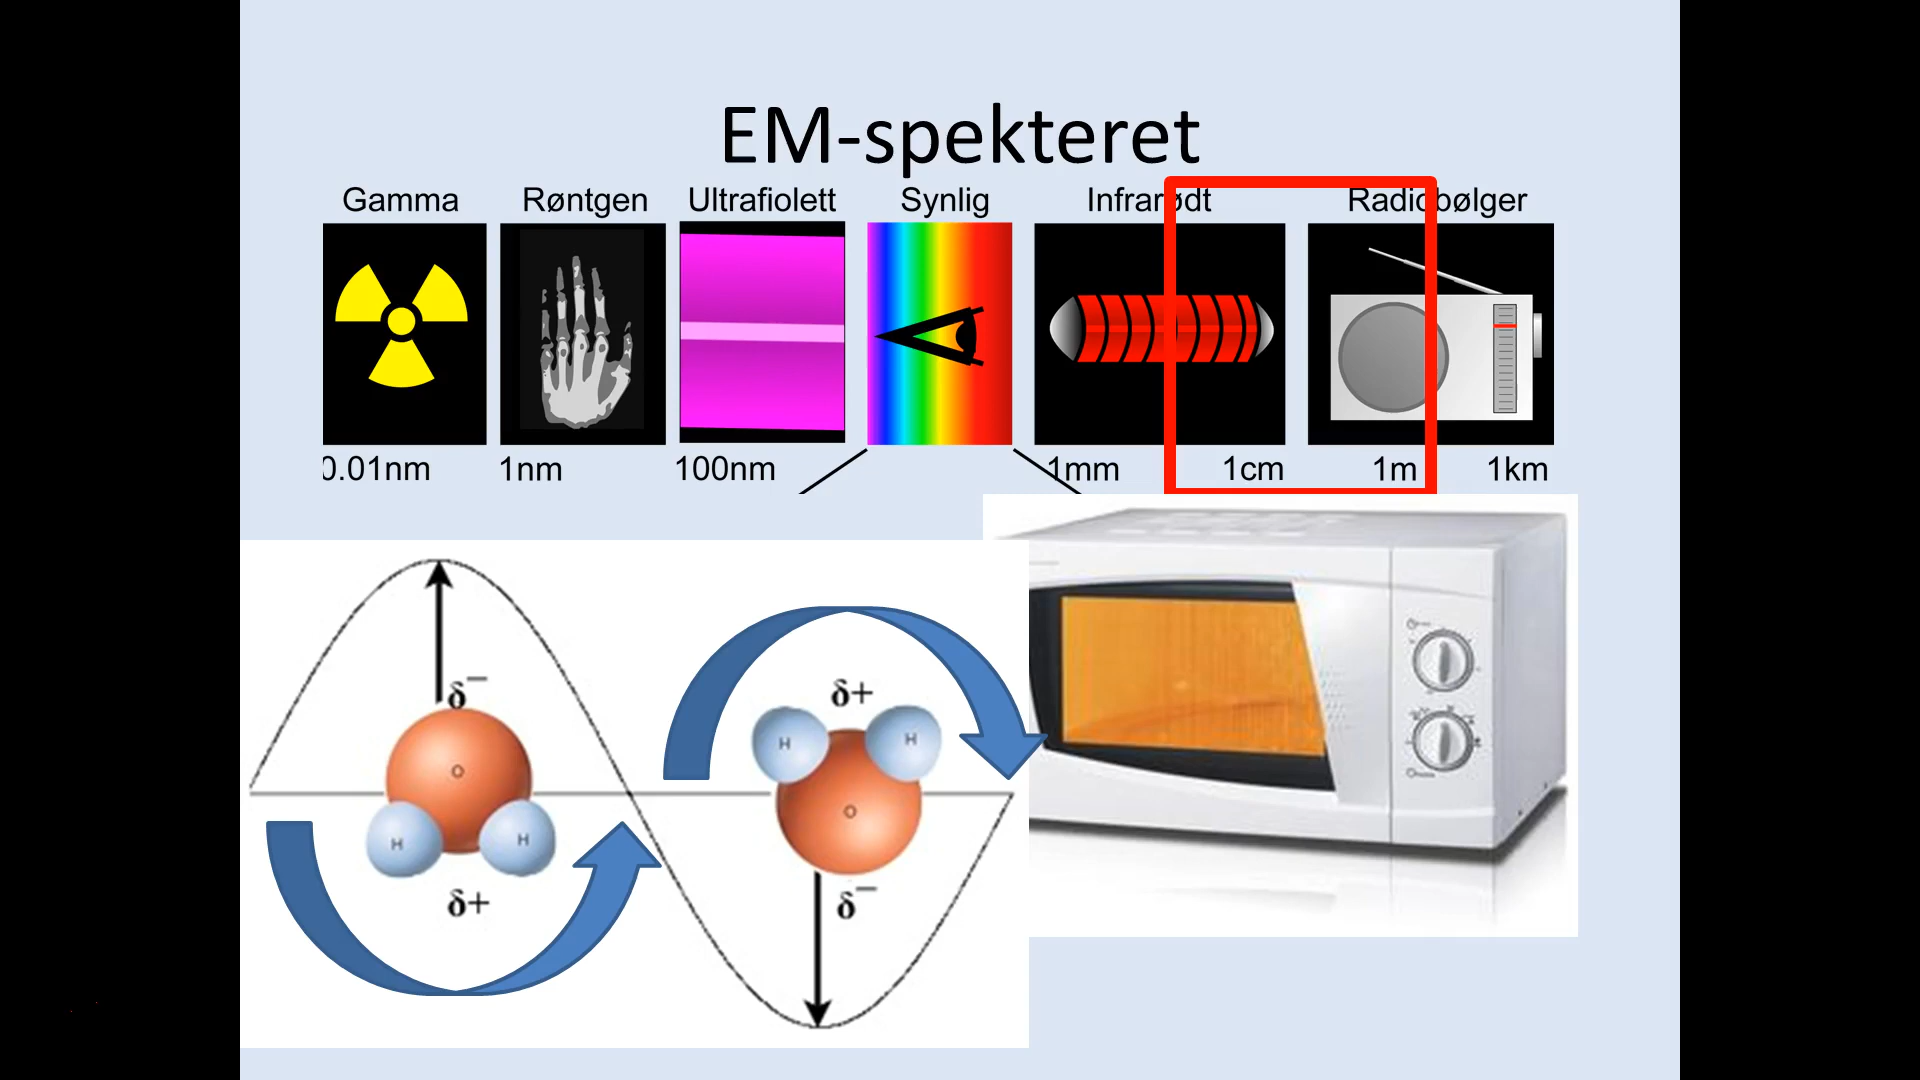 EM-spekteret
Gamma Røntgen Ultrafiolett Synlig Infrarødt Radiobølger
0.01nm 1nm 100nm 1mm 1cm 1m 1km
δ− δ+
O H H
H H O
δ+ δ−